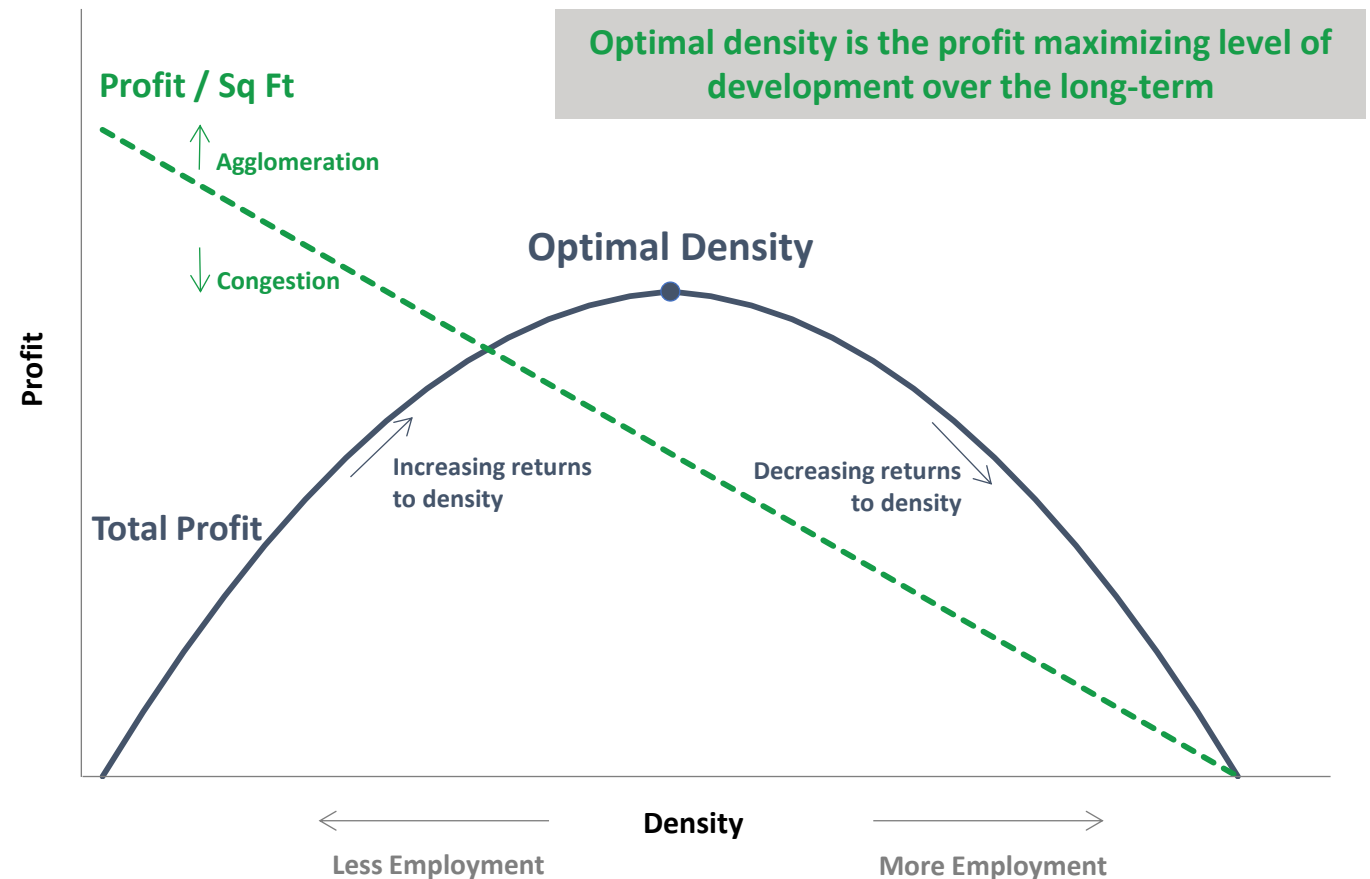 Optimal density is the profit maximizing level of
development over the long-term
Profit / Sq Ft
Agglomeration
Congestion
Optimal Density
Profit
Increasing returns
to density
Decreasing returns
to density
Total Profit
Density
Less Employment
More Employment